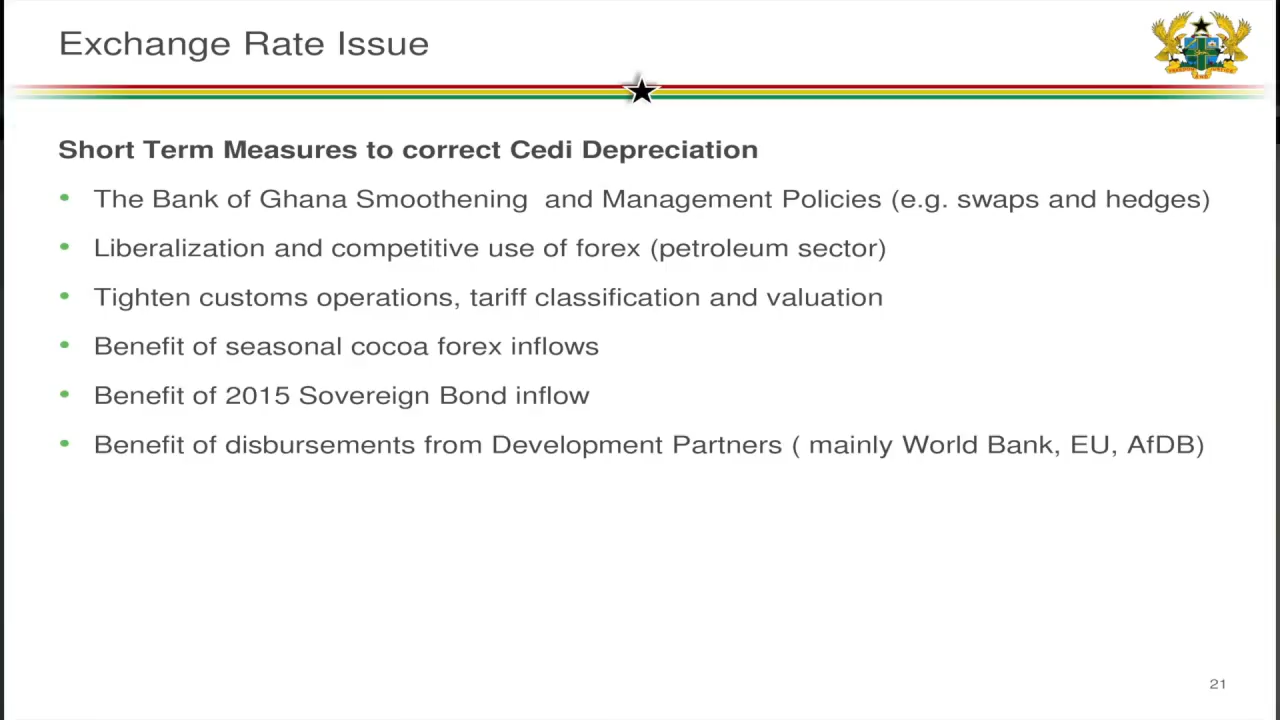 Exchange Rate Issue
Short Term Measures to correct Cedi Depreciation
• The Bank of Ghana Smoothening  and Management Policies (e.g. swaps and hedges)
• Liberalization and competitive use of forex (petroleum sector)
• Tighten customs operations, tariff classification and valuation
• Benefit of seasonal cocoa forex inflows
• Benefit of 2015 Sovereign Bond inflow
• Benefit of disbursements from Development Partners ( mainly World Bank, EU, AfDB)
21